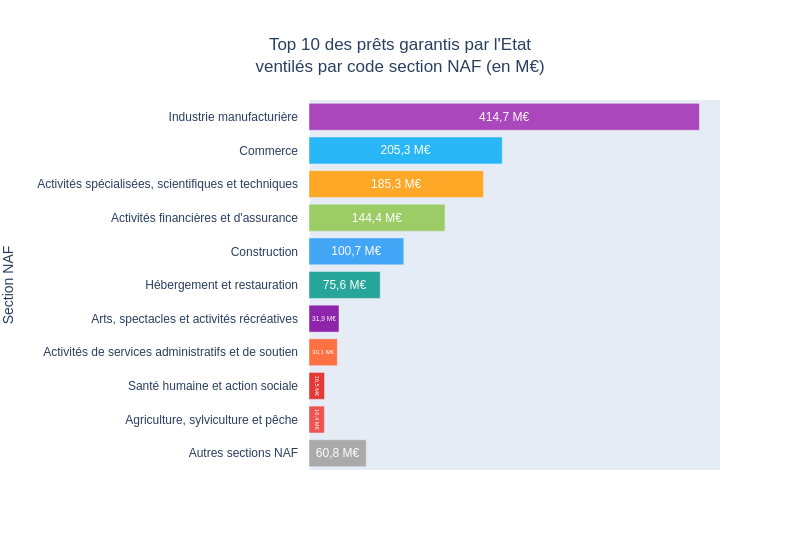 Top 10 des prêts garantis par l'Etat
ventilés par code section NAF (en M€)
Section NAF
Industrie manufacturière 414,7 M€
Commerce 205,3 M€
Activités spécialisées, scientifiques et techniques 185,3 M€
Activités financières et d'assurance 144,4 M€
Construction 100,7 M€
Hébergement et restauration 75,6 M€
Arts, spectacles et activités récréatives 31,9 M€
Activités de services administratifs et de soutien 30,1 M€
Santé humaine et action sociale
Agriculture, sylviculture et pêche
Autres sections NAF 60,8 M€